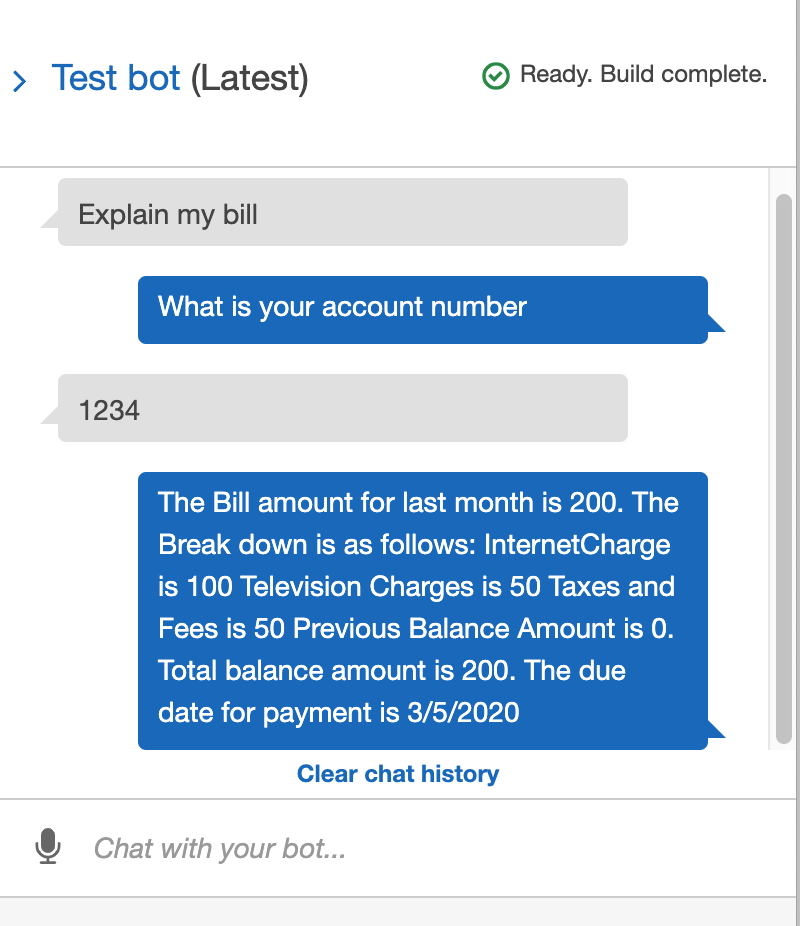 Test bot (Latest)
Ready. Build complete.
Explain my bill
What is your account number
1234
The Bill amount for last month is 200. The
Break down is as follows: InternetCharge
is 100 Television Charges is 50 Taxes and
Fees is 50 Previous Balance Amount is 0.
Total balance amount is 200. The due
date for payment is 3/5/2020
Clear chat history
Chat with your bot...